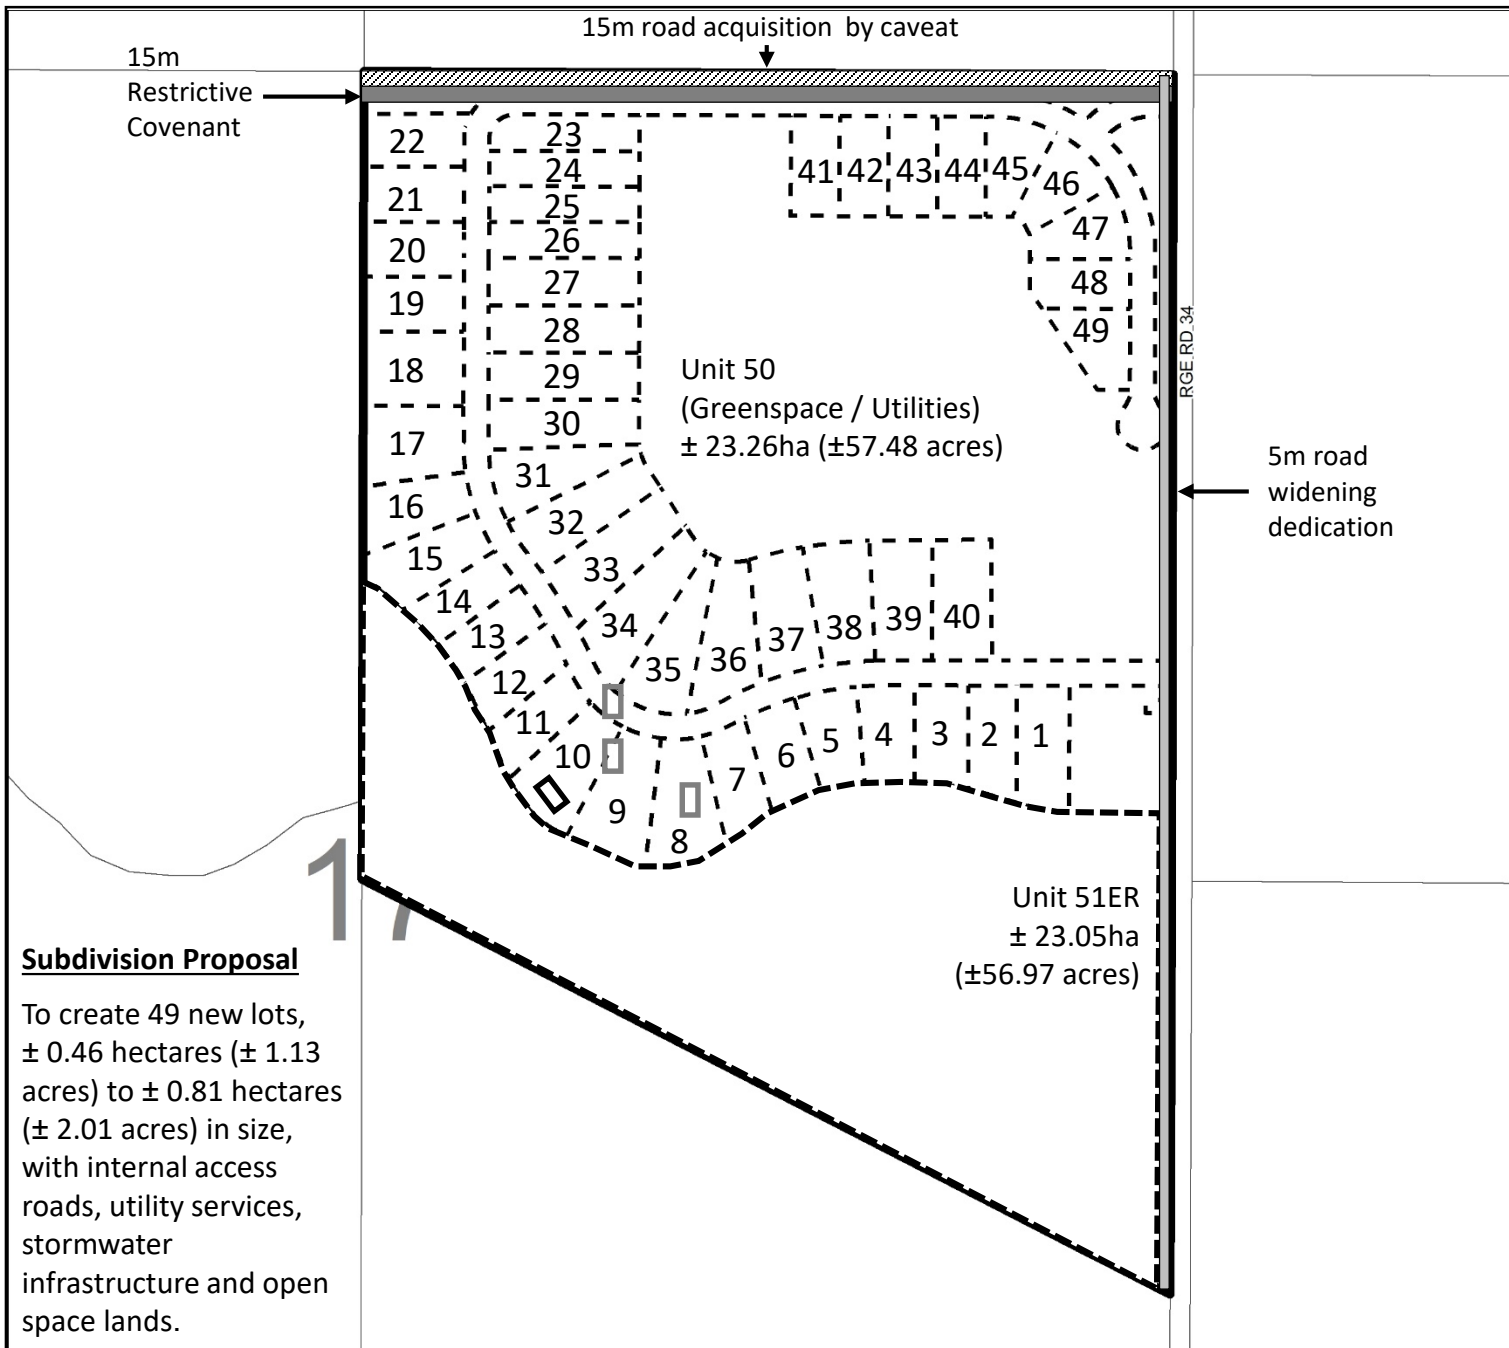 15m road acquisition by caveat
15m
Restrictive
Covenant
22
23
21
24
25
20
26
19
27
18
28
29
17
30
16
31
15
32
14
33
13
34
12
35
11
36
10
37
38
39
40
9
8
7
6
5
4
3
2
1
41
42
43
44
45
46
47
48
49
Unit 50
(Greenspace / Utilities)
± 23.26ha (±57.48 acres)
RGE RD 34
5m road
widening
dedication
17
Unit 51ER
± 23.05ha
(±56.97 acres)
Subdivision Proposal
To create 49 new lots,
± 0.46 hectares (± 1.13
acres) to ± 0.81 hectares
(± 2.01 acres) in size,
with internal access
roads, utility services,
stormwater
infrastructure and open
space lands.